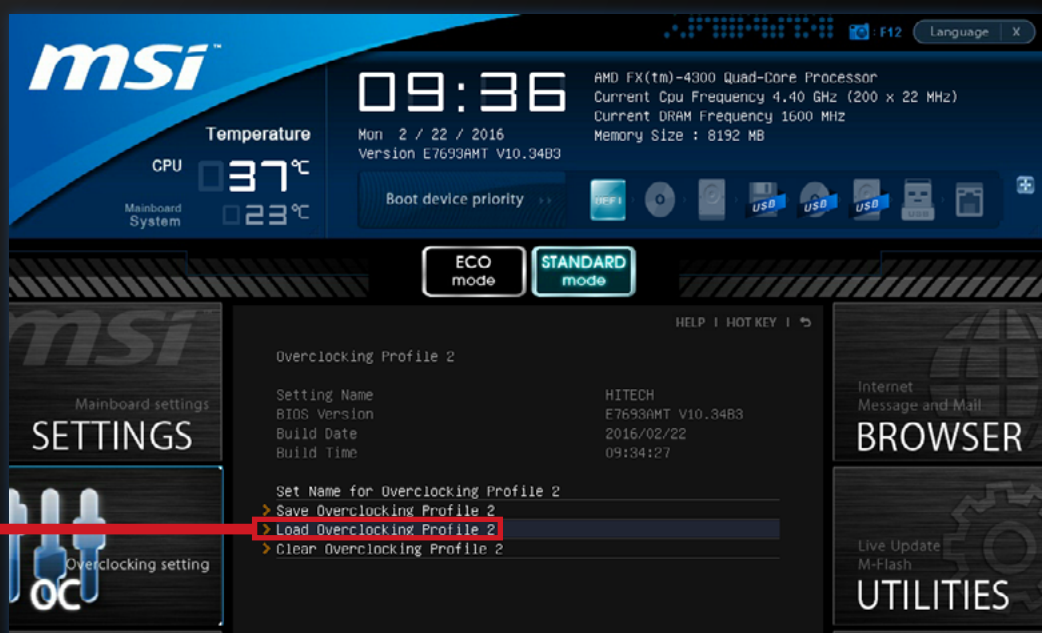 msi™
: F12 Language X
09:36
AMD FX(tm)-4300 Quad-Core Processor
Current Cpu Frequency 4.40 GHz (200 x 22 MHz)
Current DRAM Frequency 1600 MHz
Memory Size : 8192 MB
Mon 2 / 22 / 2016
Version E7693AMT V10.34B3
Temperature
CPU 37°C
Mainboard
System 23°C
Boot device priority
UEFI USB USB USB USB
ECO
mode
STANDARD
mode
HELP | HOT KEY |
msi
Mainboard settings
SETTINGS
Overclocking setting
OC
Overclocking Profile 2
Setting Name HITECH
BIOS Version E7693AMT V10.34B3
Build Date 2016/02/22
Build Time 09:34:27
Set Name for Overclocking Profile 2
> Save Overclocking Profile 2
> Load Overclocking Profile 2
> Clear Overclocking Profile 2
Internet
Message and Mail
BROWSER
Live Update
M-Flash
UTILITIES